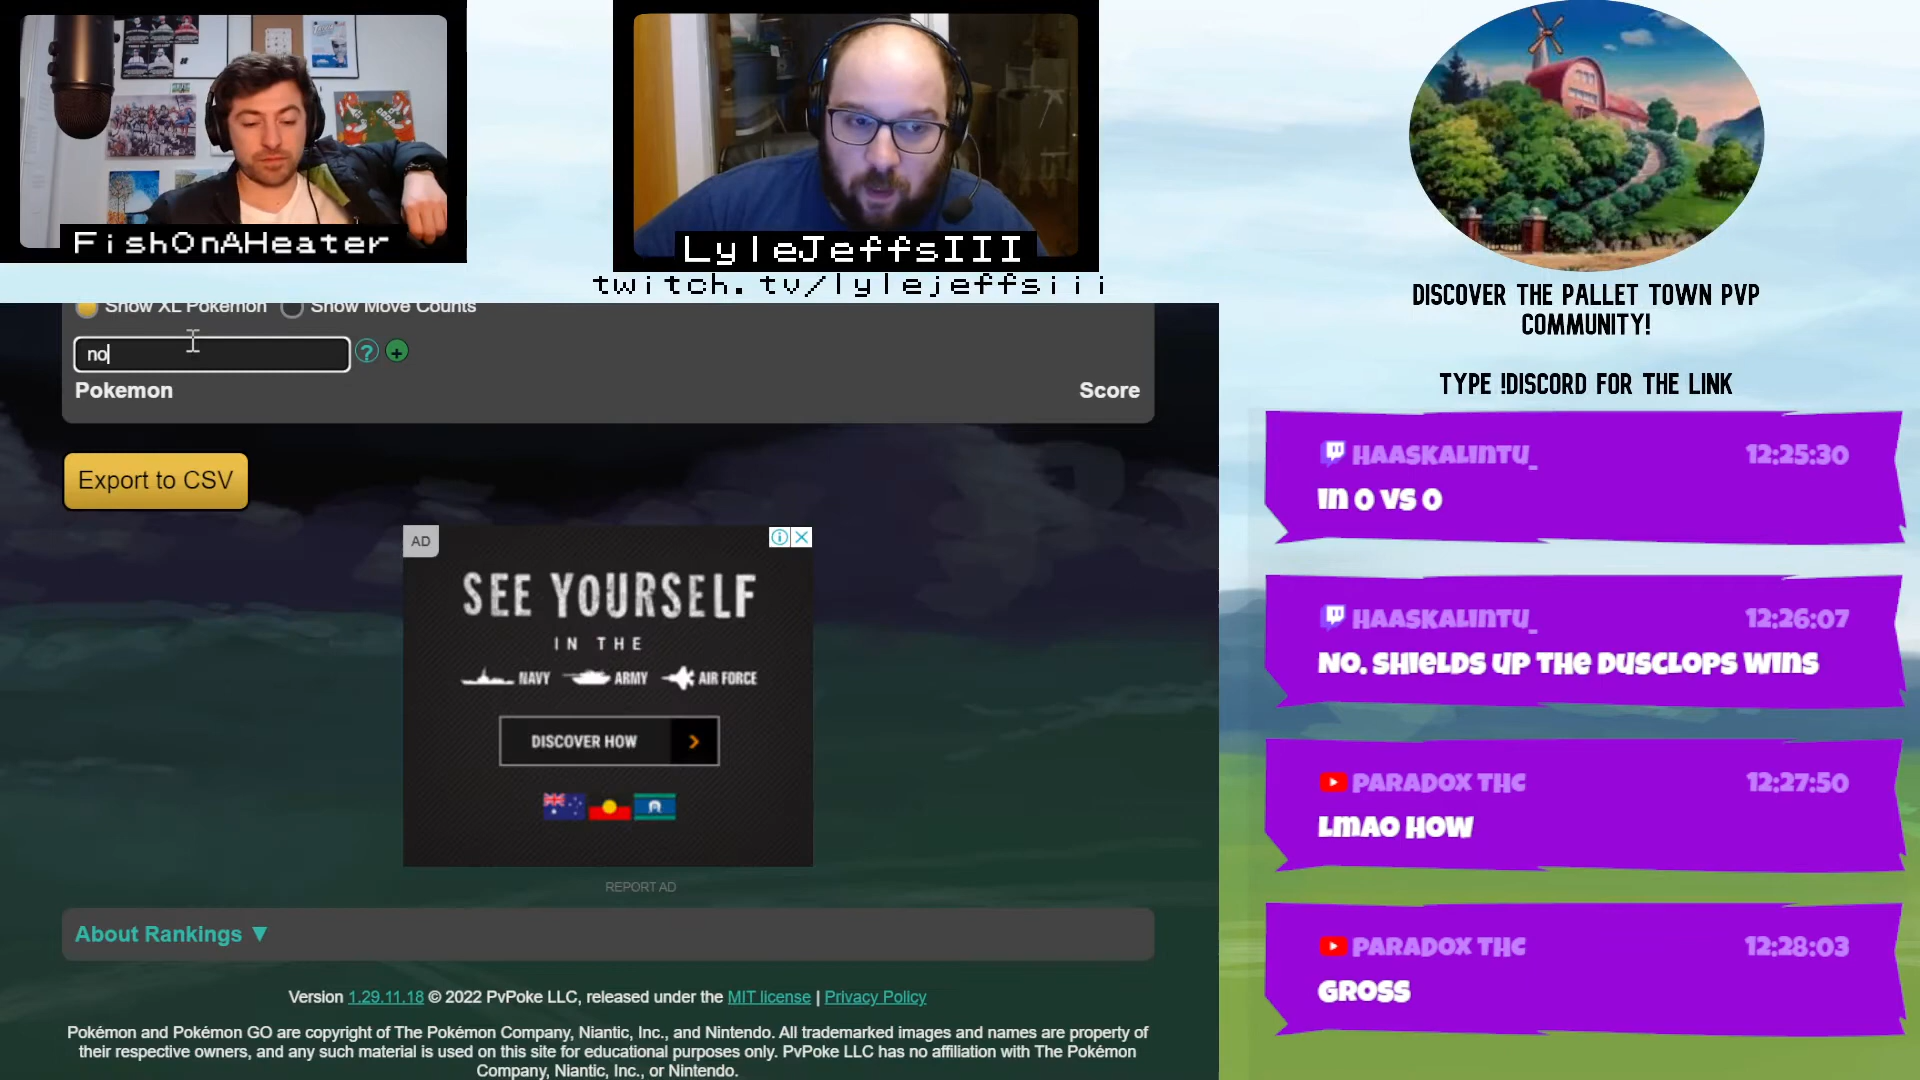 FishOnAHeater
LyleJeffsIII
twitch.tv/lylejeffsiii
Show XL Pokemon
Show Move Counts
no
?
+
Pokemon
Score
Export to CSV
AD
SEE YOURSELF
IN THE
NAVY ARMY AIR FORCE
DISCOVER HOW >
REPORT AD
About Rankings ▼
Version 1.29.11.18 © 2022 PvPoke LLC, released under the MIT license | Privacy Policy
Pokémon and Pokémon GO are copyright of The Pokémon Company, Niantic, Inc., and Nintendo. All trademarked images and names are property of
their respective owners, and any such material is used on this site for educational purposes only. PvPoke LLC has no affiliation with The Pokémon
Company, Niantic, Inc., or Nintendo.
DISCOVER THE PALLET TOWN PVP
COMMUNITY!
TYPE !DISCORD FOR THE LINK
HAASKALINTU_ 12:25:30
In 0 vs 0
HAASKALINTU_ 12:26:07
No. Shields up the dusclops wins
PARADOX THC 12:27:50
Lmao how
PARADOX THC 12:28:03
Gross